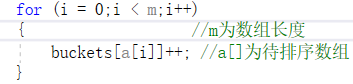 for (i = 0;i < m;i++)
{ //m为数组长度
buckets[a[i]]++; //a[]为待排序数组
}